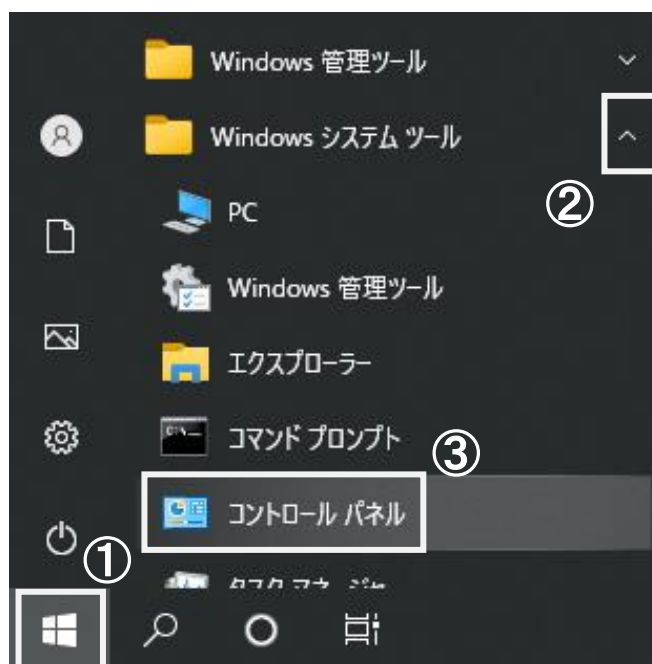 Windows 管理ツール
Windows システム ツール
②
PC
Windows 管理ツール
エクスプローラー
コマンド プロンプト
③
コントロール パネル
①